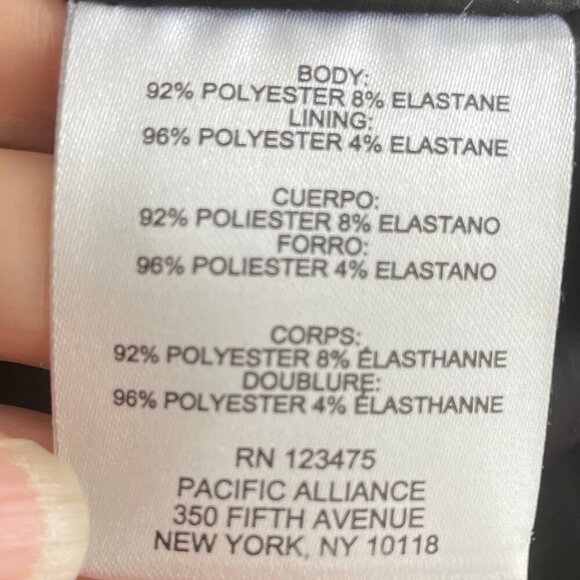 BODY:
92% POLYESTER 8% ELASTANE
LINING:
96% POLYESTER 4% ELASTANE
CUERPO:
92% POLIESTER 8% ELASTANO
FORRO:
96% POLIESTER 4% ELASTANO
CORPS:
92% POLYESTER 8% ÉLASTHANNE
DOUBLURE:
96% POLYESTER 4% ÉLASTHANNE
RN 123475
PACIFIC ALLIANCE
350 FIFTH AVENUE
NEW YORK, NY 10118